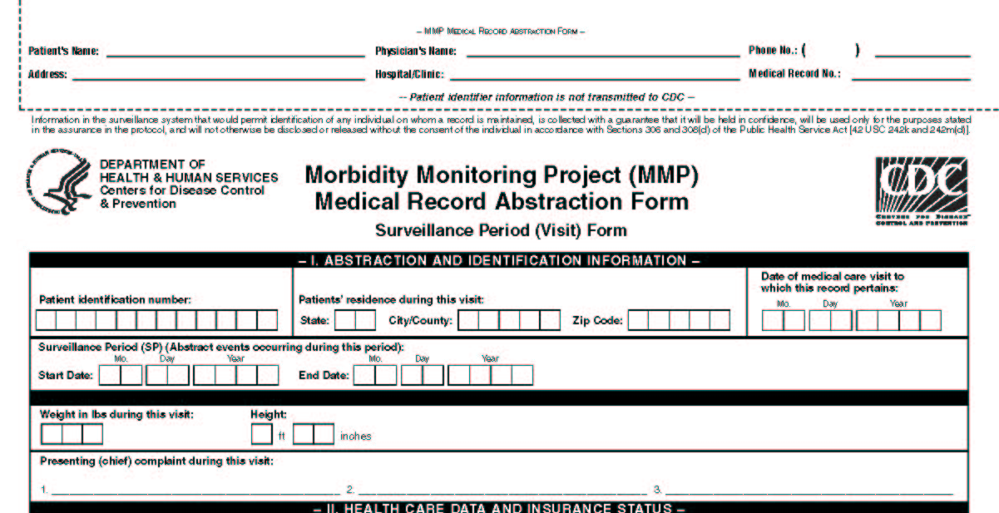 – MMP MEDICAL RECORD ABSTRACTION FORM –
Patient's Name: Physician's Name: Phone No.: ( )
Address: Hospital/Clinic: Medical Record No.:
-- Patient identifier information is not transmitted to CDC –
Information in the surveillance system that would permit identification of any individual on whom a record is maintained, is collected with a guarantee that it will be held in confidence, will be used only for the purposes stated
in the assurance in the protocol, and will not otherwise be disclosed or released without the consent of the individual in accordance with Sections 306 and 308(d) of the Public Health Service Act [42 USC 242k and 242m(d)].
DEPARTMENT OF
HEALTH & HUMAN SERVICES
Centers for Disease Control
& Prevention
Morbidity Monitoring Project (MMP)
Medical Record Abstraction Form
Surveillance Period (Visit) Form
CDC
CENTERS FOR DISEASE
CONTROL AND PREVENTION
– I. ABSTRACTION AND IDENTIFICATION INFORMATION –
Patient identification number:
Patients' residence during this visit:
State: City/County: Zip Code:
Date of medical care visit to
which this record pertains:
Mo. Day Year
Surveillance Period (SP) (Abstract events occurring during this period):
Mo. Day Year Mo. Day Year
Start Date: End Date:
Weight in lbs during this visit: Height:
ft inches
Presenting (chief) complaint during this visit:
1. 2. 3.
– II. HEALTH CARE DATA AND INSURANCE STATUS –